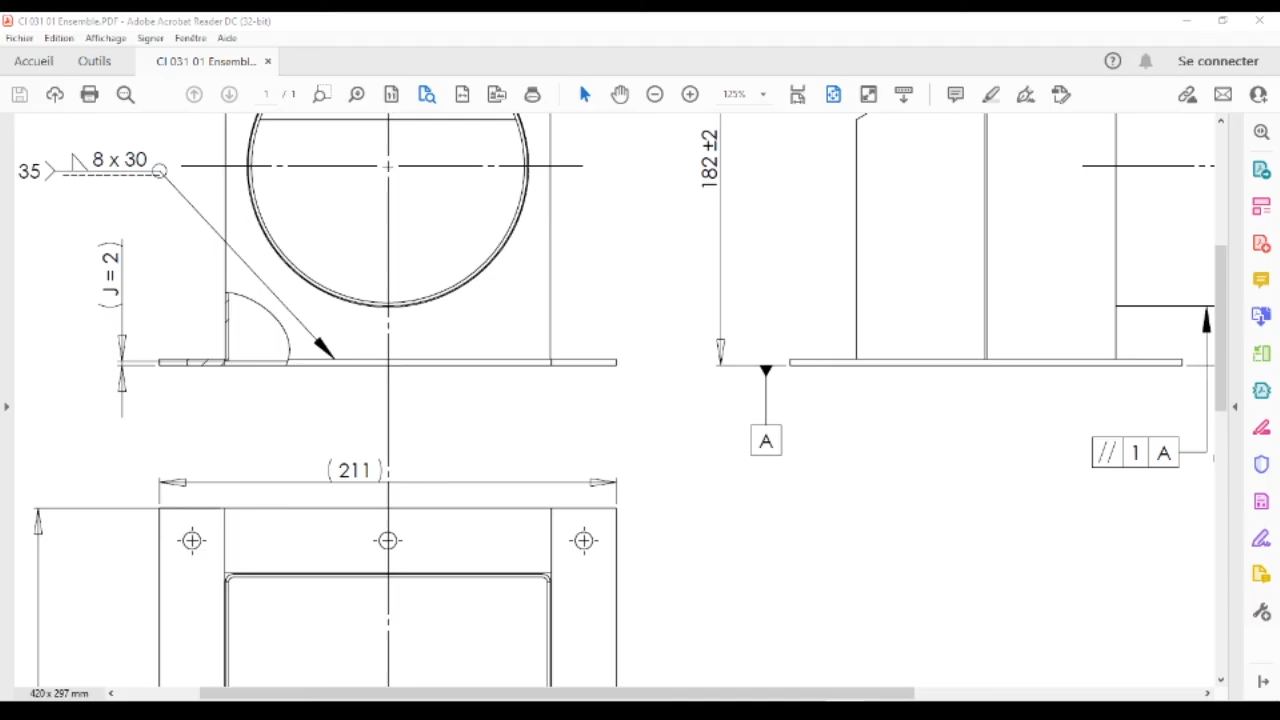 CI 031 01 Ensemble.PDF - Adobe Acrobat Reader DC (32-bit)
Fichier Edition Affichage Signer Fenêtre Aide
Accueil Outils CI 031 01 Ensembl... × Se connecter
1 / 1 125%
35 8 x 30
182 ±2
( J = 2 )
A
// 1 A
( 211 )
420 x 297 mm